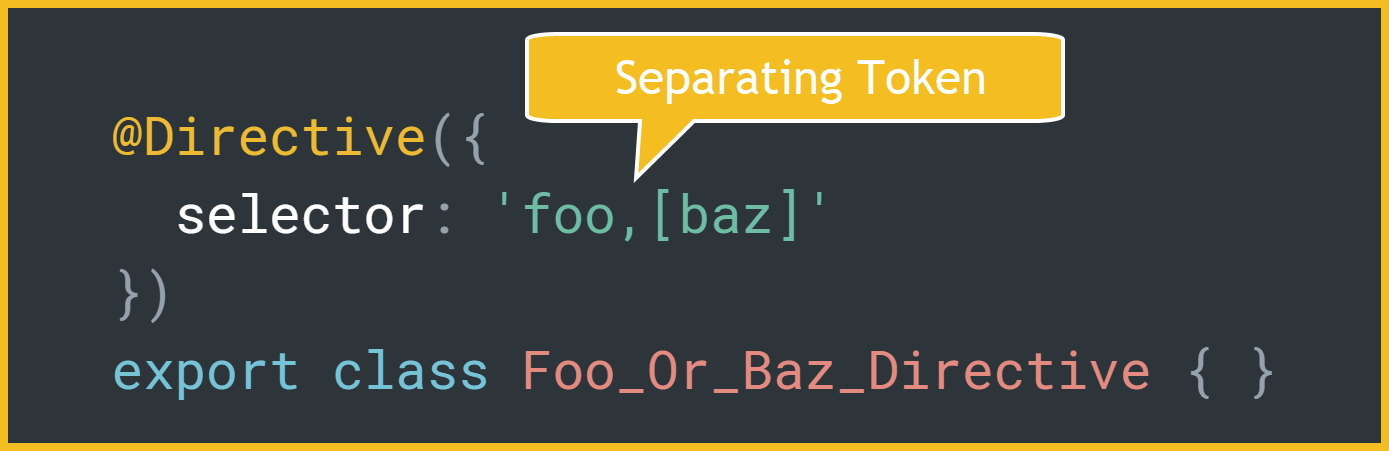 Separating Token
@Directive({
  selector: 'foo,[baz]'
})
export class Foo_Or_Baz_Directive { }